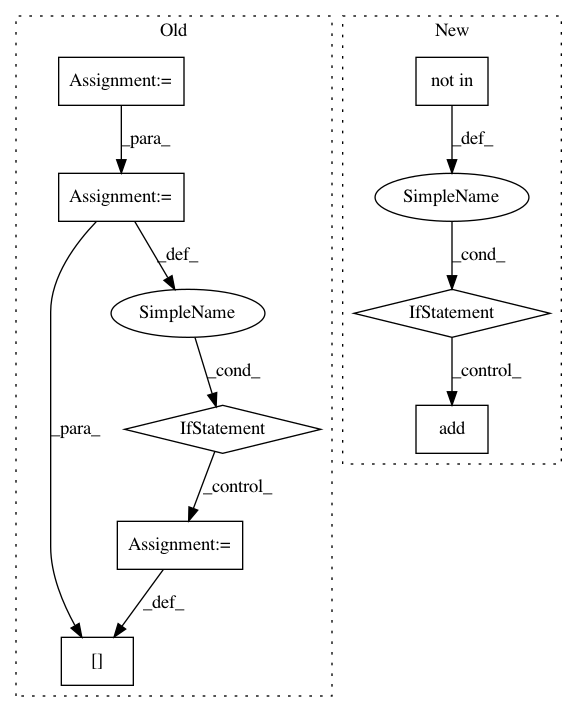 Old
New
Assignment:=
not in
_para_
_def_
Assignment:=
SimpleName
_def_
_cond_
SimpleName
IfStatement
_cond_
_control_
_para_
IfStatement
add
_control_
Assignment:=
_def_
[]